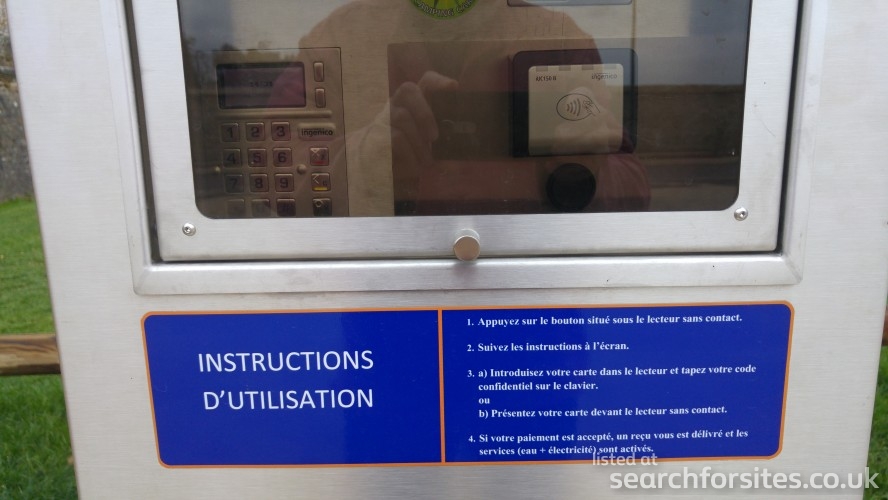 ingenico
1 2 3
ingenico
4 5 6
7 8 9
INSTRUCTIONS
D’UTILISATION
1. Appuyez sur le bouton situé sous le lecteur sans contact.
2. Suivez les instructions à l’écran.
3. a) Introduisez votre carte dans le lecteur et tapez votre code
confidentiel sur le clavier.
ou
b) Présentez votre carte devant le lecteur sans contact.
4. Si votre paiement est accepté, un reçu vous est délivré et les
services (eau + électricité) sont activés.
listed at
searchforsites.co.uk